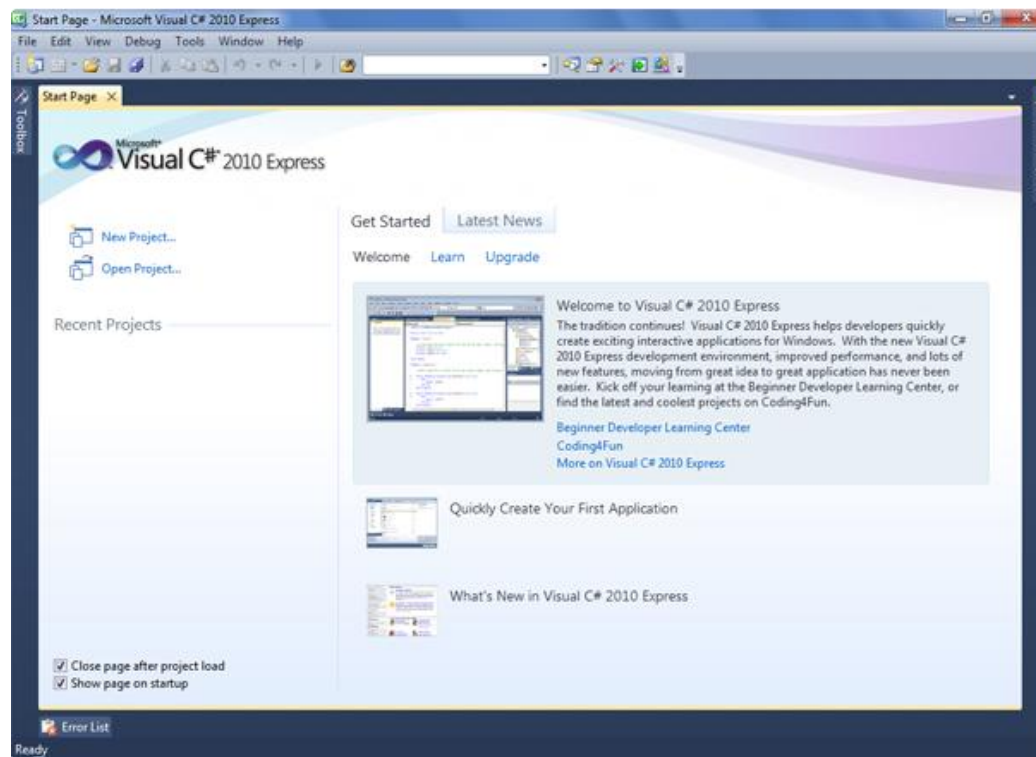 Start Page - Microsoft Visual C# 2010 Express
File Edit View Debug Tools Window Help
Toolbox
Start Page
Microsoft
Visual C# 2010 Express
New Project...
Open Project...
Recent Projects
Close page after project load
Show page on startup
Get Started Latest News
Welcome Learn Upgrade
Welcome to Visual C# 2010 Express
The tradition continues! Visual C# 2010 Express helps developers quickly
create exciting interactive applications for Windows. With the new Visual C#
2010 Express development environment, improved performance, and lots of
new features, moving from great idea to great application has never been
easier. Kick off your learning at the Beginner Developer Learning Center, or
find the latest and coolest projects on Coding4Fun.
Beginner Developer Learning Center
Coding4Fun
More on Visual C# 2010 Express
Quickly Create Your First Application
What's New in Visual C# 2010 Express
Error List
Ready